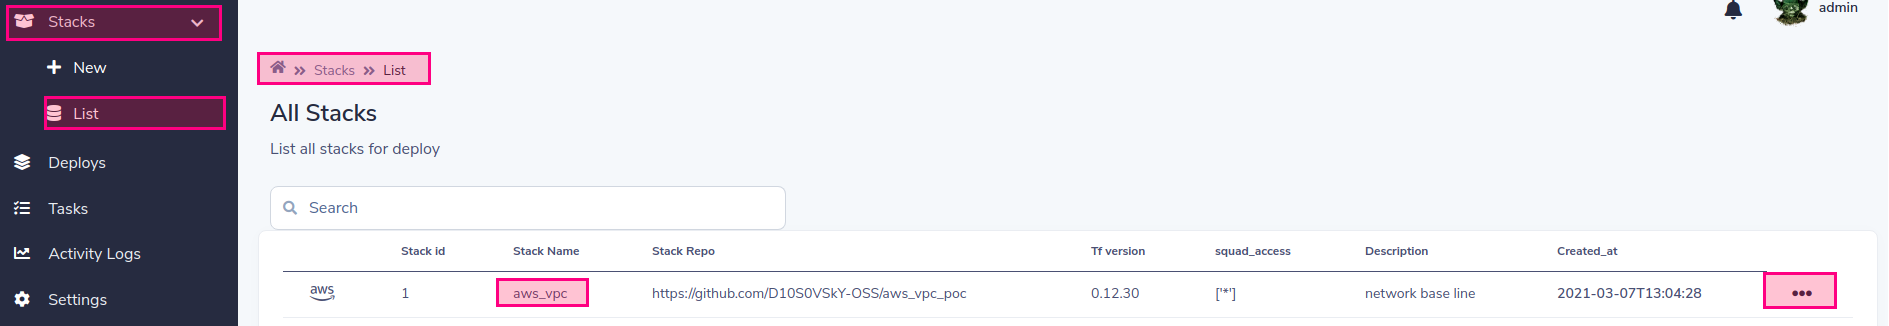 Stacks
New
List
Deploys
Tasks
Activity Logs
Settings
admin
Stacks List
All Stacks
List all stacks for deploy
Search
Stack id Stack Name Stack Repo Tf version squad_access Description Created_at
aws 1 aws_vpc https://github.com/D10S0VSkY-OSS/aws_vpc_poc 0.12.30 ['*'] network base line 2021-03-07T13:04:28